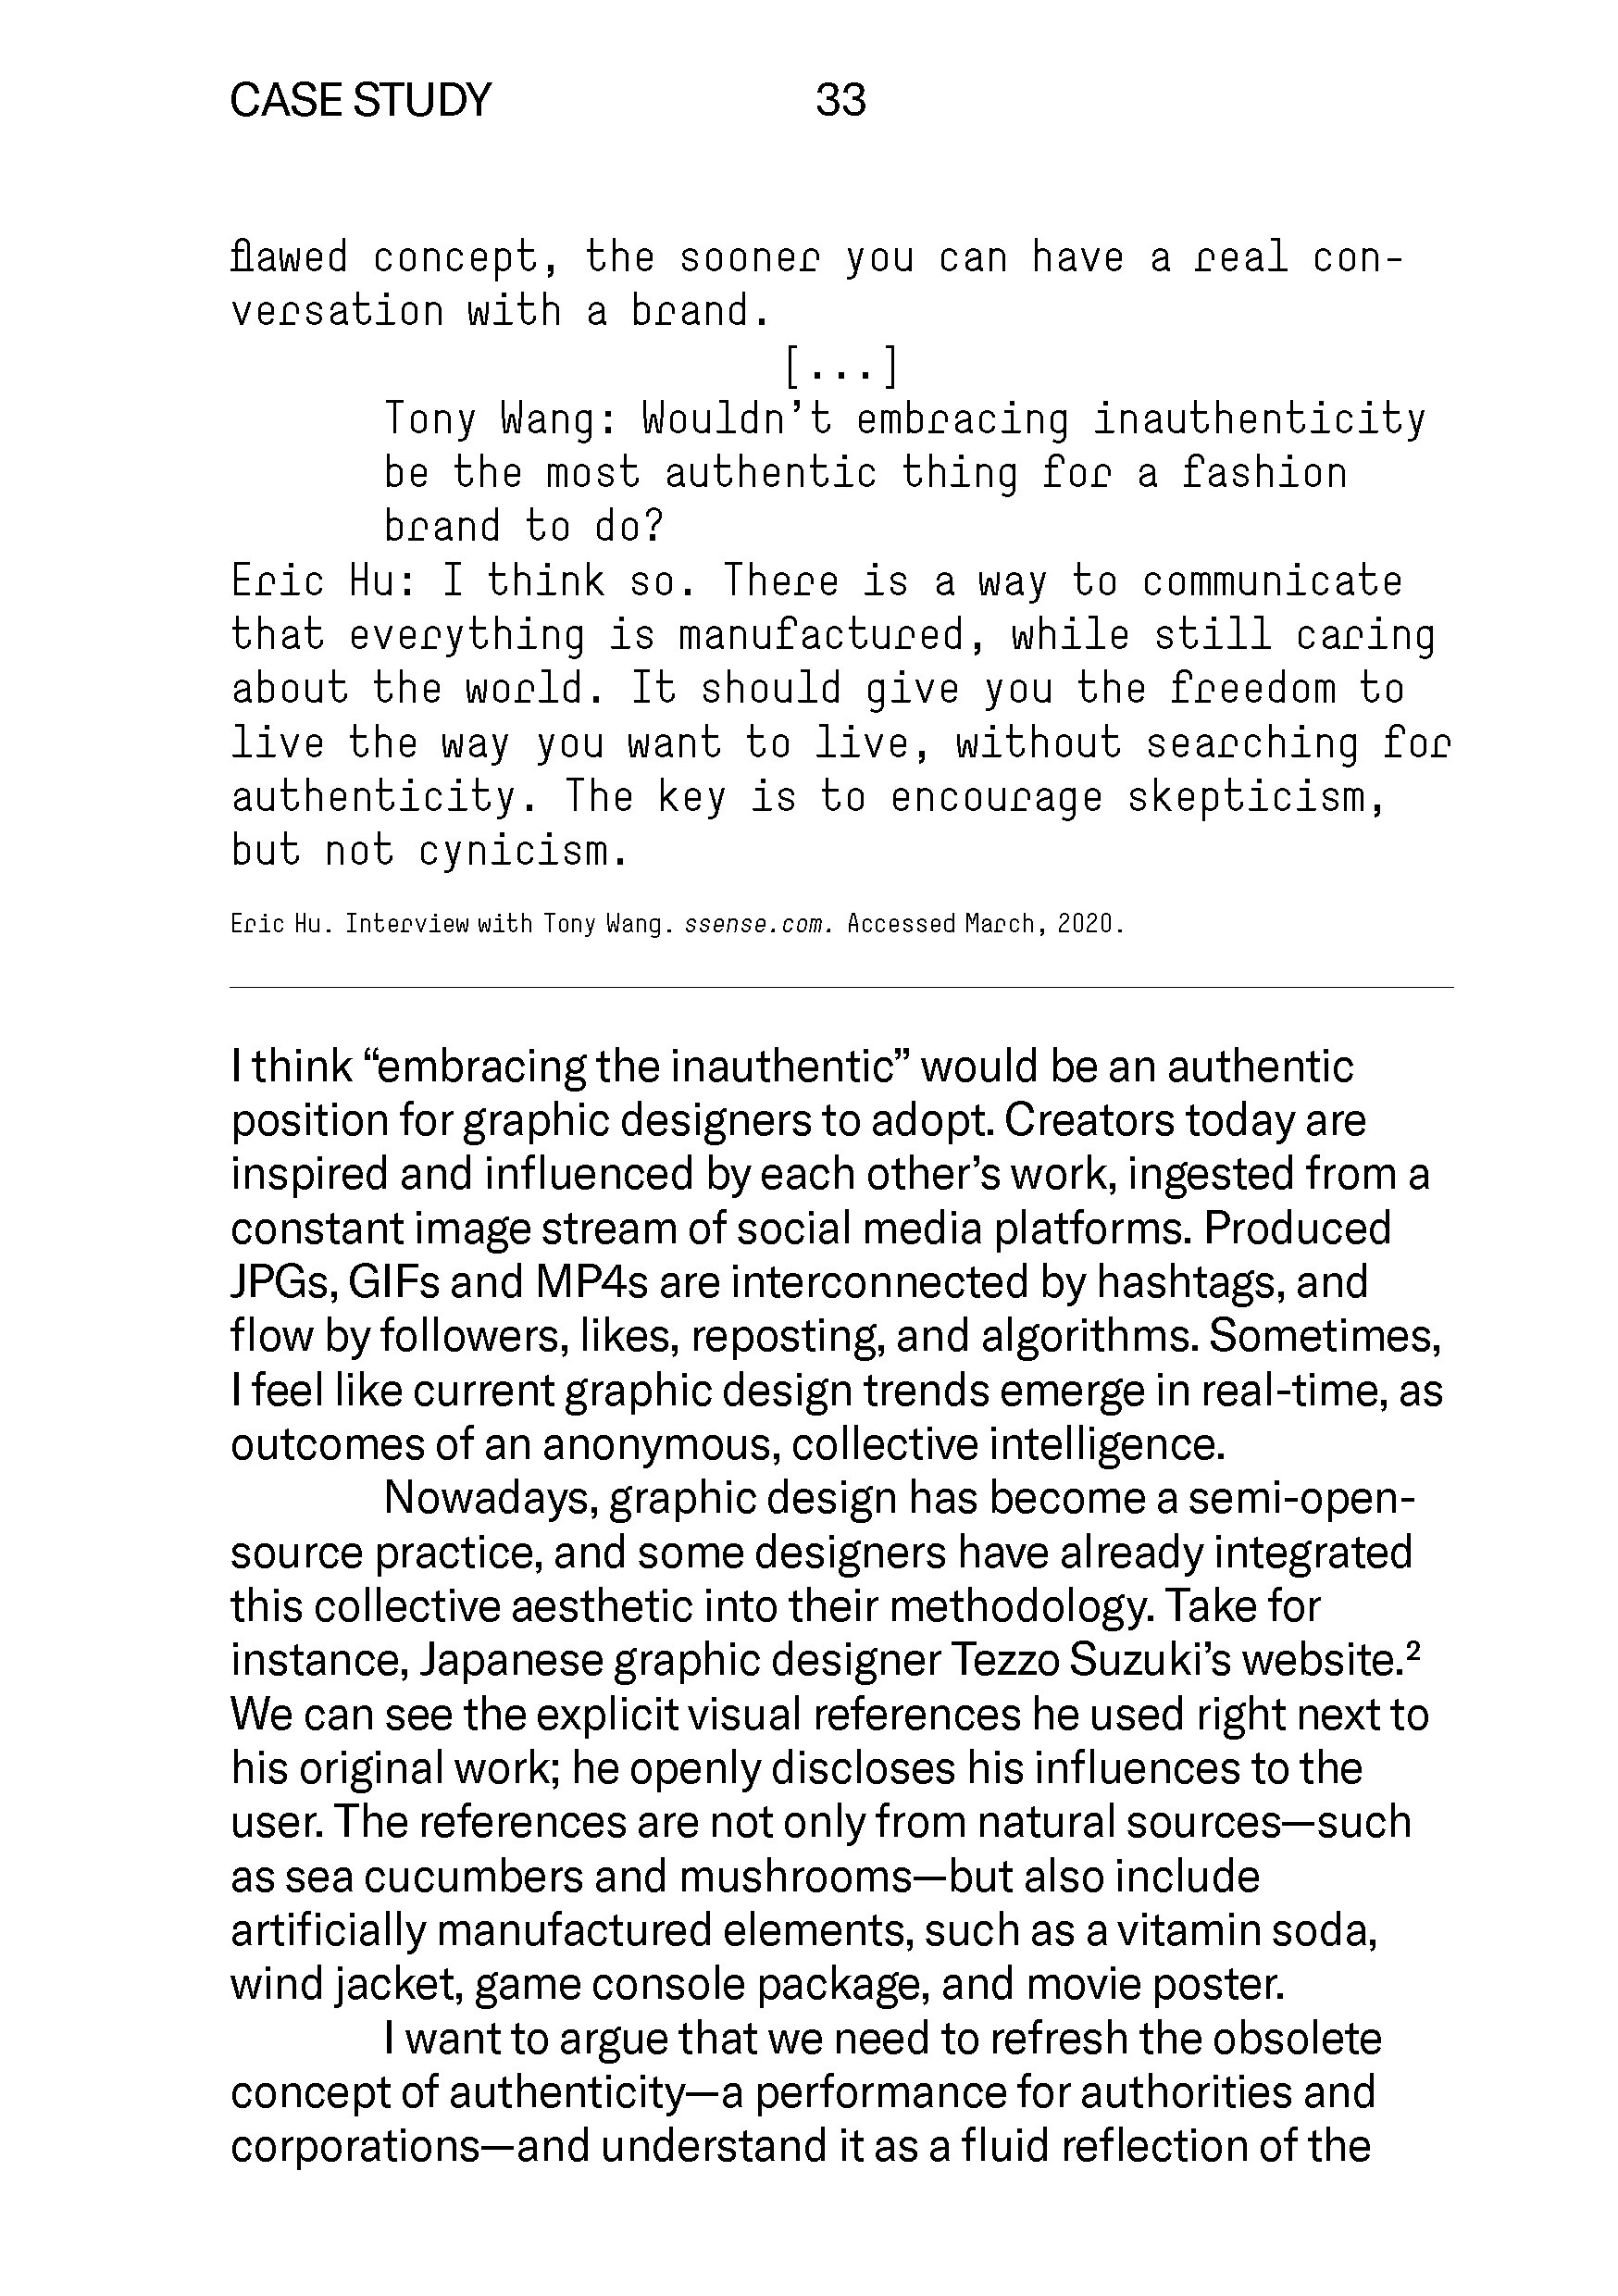 CASE STUDY 33
flawed concept, the sooner you can have a real con-
versation with a brand.
[...]
Tony Wang: Wouldn’t embracing inauthenticity
be the most authentic thing for a fashion
brand to do?
Eric Hu: I think so. There is a way to communicate
that everything is manufactured, while still caring
about the world. It should give you the freedom to
live the way you want to live, without searching for
authenticity. The key is to encourage skepticism,
but not cynicism.
Eric Hu. Interview with Tony Wang. ssense.com. Accessed March, 2020.
I think “embracing the inauthentic” would be an authentic
position for graphic designers to adopt. Creators today are
inspired and influenced by each other’s work, ingested from a
constant image stream of social media platforms. Produced
JPGs, GIFs and MP4s are interconnected by hashtags, and
flow by followers, likes, reposting, and algorithms. Sometimes,
I feel like current graphic design trends emerge in real-time, as
outcomes of an anonymous, collective intelligence.
Nowadays, graphic design has become a semi-open-
source practice, and some designers have already integrated
this collective aesthetic into their methodology. Take for
instance, Japanese graphic designer Tezzo Suzuki’s website.²
We can see the explicit visual references he used right next to
his original work; he openly discloses his influences to the
user. The references are not only from natural sources—such
as sea cucumbers and mushrooms—but also include
artificially manufactured elements, such as a vitamin soda,
wind jacket, game console package, and movie poster.
I want to argue that we need to refresh the obsolete
concept of authenticity—a performance for authorities and
corporations—and understand it as a fluid reflection of the